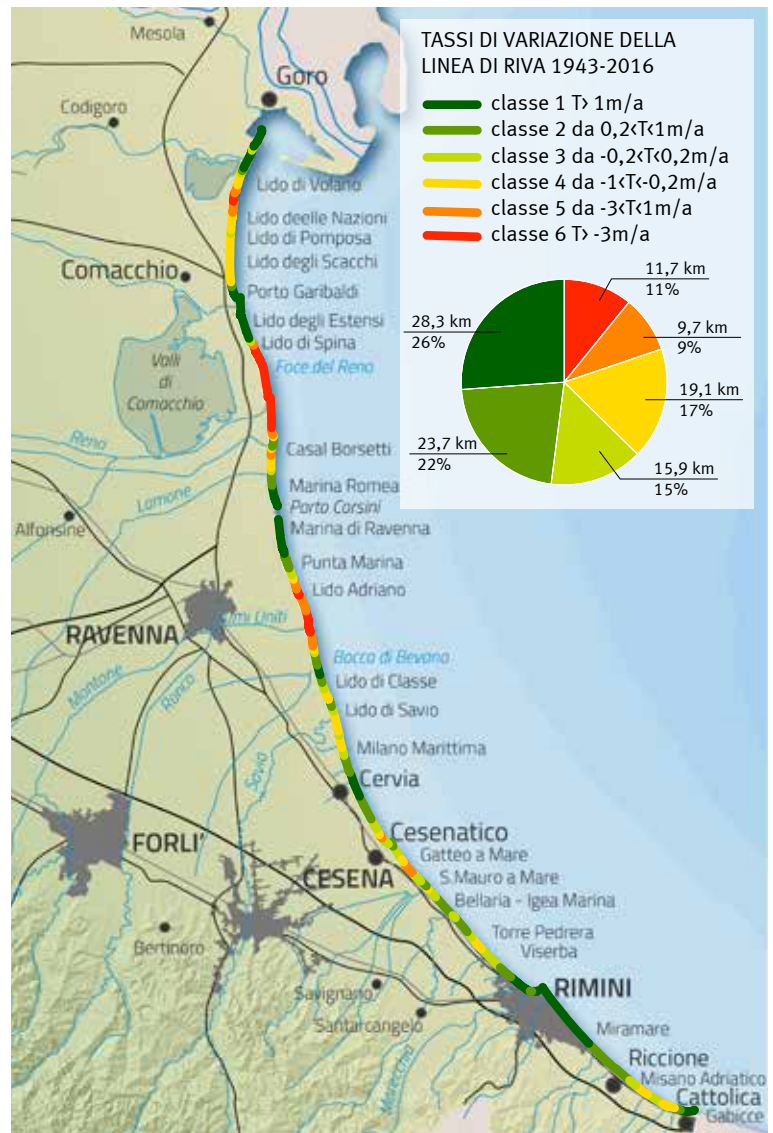 Mesola
Goro
Codigoro
TASSI DI VARIAZIONE DELLA
LINEA DI RIVA 1943-2016
classe 1 T> 1m/a
classe 2 da 0,2<T<1m/a
classe 3 da -0,2<T<0,2m/a
classe 4 da -1<T<-0,2m/a
classe 5 da -3<T<1m/a
classe 6 T> -3m/a
11,7 km
11%
9,7 km
9%
19,1 km
17%
15,9 km
15%
23,7 km
22%
28,3 km
26%
Lido di Volano
Lido deelle Nazioni
Lido di Pomposa
Lido degli Scacchi
Comacchio
Porto Garibaldi
Lido degli Estensi
Lido di Spina
Foce del Reno
Valli
di
Comacchio
Reno
Casal Borsetti
Lamone
Marina Romea
Porto Corsini
Marina di Ravenna
Alfonsine
Punta Marina
Lido Adriano
RAVENNA
Uniti
Bocca di Bevano
Montone
Ronco
Lido di Classe
Lido di Savio
Savio
Milano Marittima
Cervia
FORLI'
Cesenatico
Gatteo a Mare
CESENA
S.Mauro a Mare
Bellaria - Igea Marina
Bertinoro
Torre Pedrera
Viserba
Savignano
RIMINI
Santarcangelo
Miramare
Marecchia
Riccione
Misano Adriatico
Cattolica
Gabicce